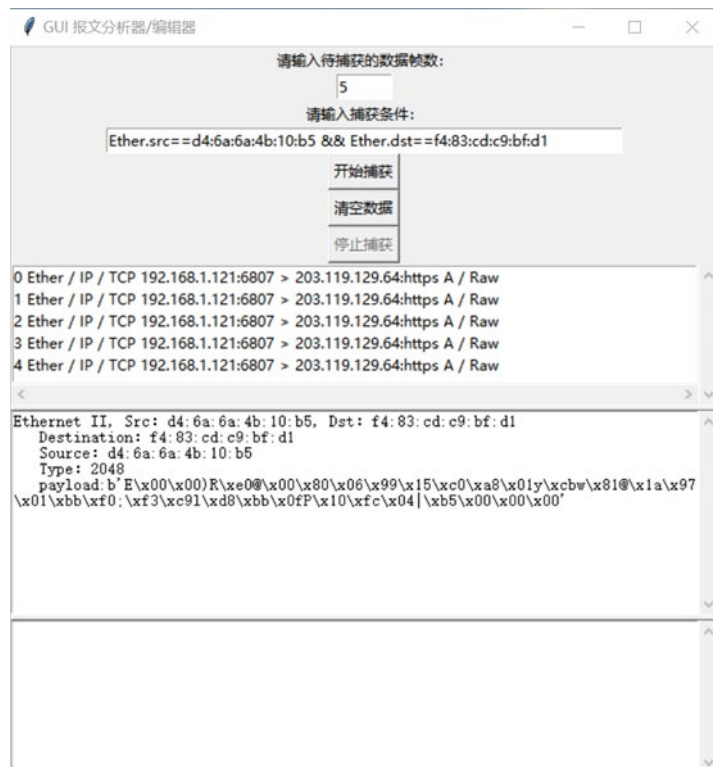 GUI 报文分析器/编辑器
请输入待捕获的数据帧数:
5
请输入捕获条件:
Ether.src==d4:6a:6a:4b:10:b5 && Ether.dst==f4:83:cd:c9:bf:d1
开始捕获
清空数据
停止捕获
0 Ether / IP / TCP 192.168.1.121:6807 > 203.119.129.64:https A / Raw
1 Ether / IP / TCP 192.168.1.121:6807 > 203.119.129.64:https A / Raw
2 Ether / IP / TCP 192.168.1.121:6807 > 203.119.129.64:https A / Raw
3 Ether / IP / TCP 192.168.1.121:6807 > 203.119.129.64:https A / Raw
4 Ether / IP / TCP 192.168.1.121:6807 > 203.119.129.64:https A / Raw
Ethernet II, Src: d4:6a:6a:4b:10:b5, Dst: f4:83:cd:c9:bf:d1
Destination: f4:83:cd:c9:bf:d1
Source: d4:6a:6a:4b:10:b5
Type: 2048
payload:b'E\x00\x00)R\xe0@\x00\x80\x06\x99\x15\xc0\xa8\x01y\xcbw\x81@\x1a\x97
\x01\xbb\xf0;\xf3\xc9l\xd8\xbb\x0fP\x10\xfc\x04|\xb5\x00\x00\x00'